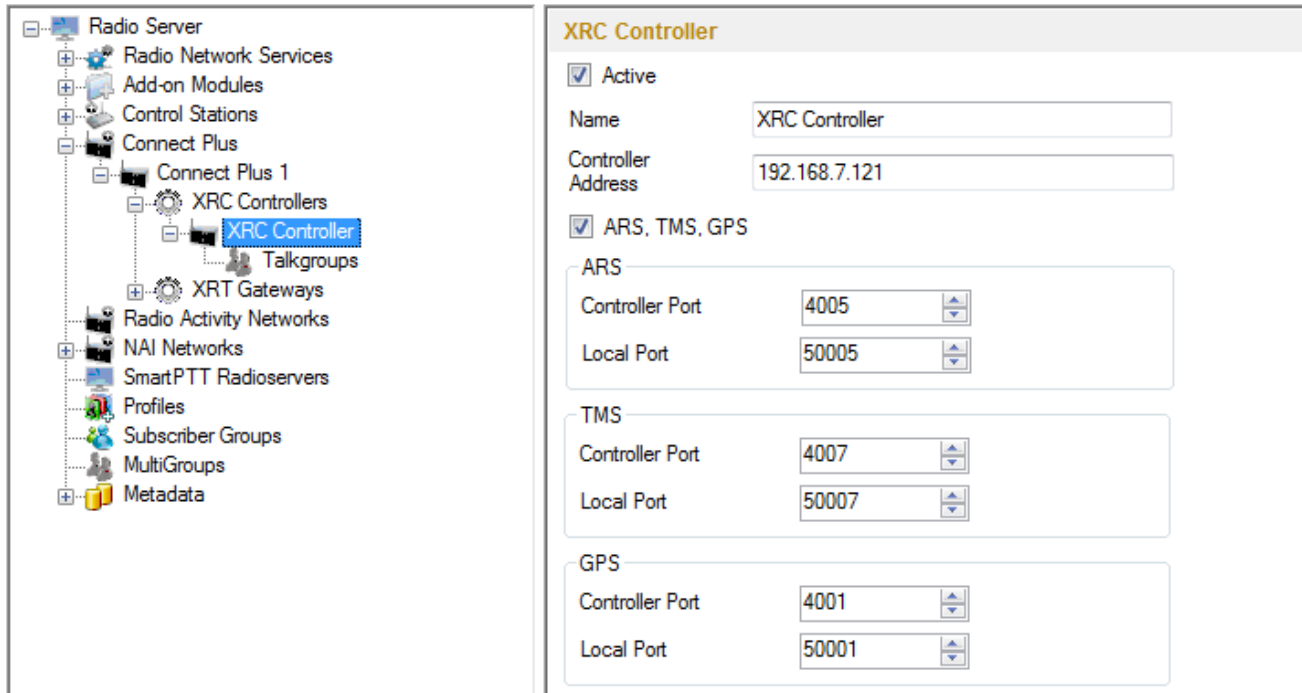 Radio Server
Radio Network Services
Add-on Modules
Control Stations
Connect Plus
Connect Plus 1
XRC Controllers
XRC Controller
Talkgroups
XRT Gateways
Radio Activity Networks
NAI Networks
SmartPTT Radioservers
Profiles
Subscriber Groups
MultiGroups
Metadata
XRC Controller
Active
Name XRC Controller
Controller
Address 192.168.7.121
ARS, TMS, GPS
ARS
Controller Port 4005
Local Port 50005
TMS
Controller Port 4007
Local Port 50007
GPS
Controller Port 4001
Local Port 50001